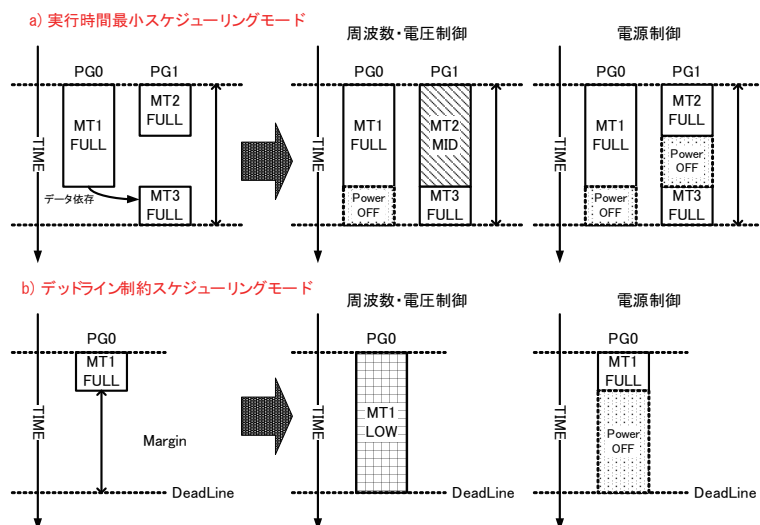 a) 実行時間最小スケジューリングモード
周波数・電圧制御
電源制御
PG0
PG1
PG0
PG1
PG0
PG1
TIME
MT1
FULL
MT2
FULL
MT3
FULL
データ依存
TIME
MT1
FULL
Power
OFF
MT2
MID
MT3
FULL
TIME
MT1
FULL
Power
OFF
MT2
FULL
Power
OFF
MT3
FULL
b) デッドライン制約スケジューリングモード
周波数・電圧制御
電源制御
PG0
PG0
PG0
TIME
MT1
FULL
Margin
DeadLine
TIME
MT1
LOW
DeadLine
TIME
MT1
FULL
Power
OFF
DeadLine